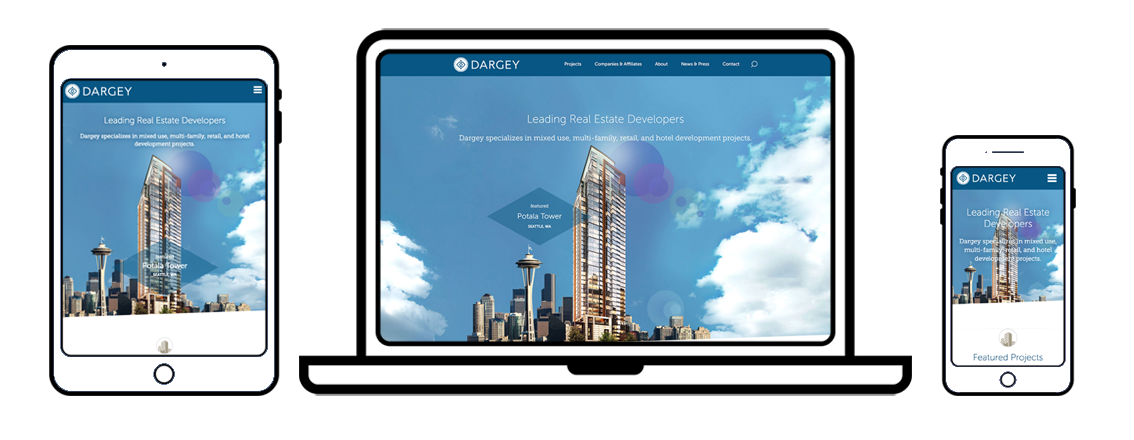 DARGEY
Leading Real Estate Developers
Dargey specializes in mixed use, multi-family, retail, and hotel
development projects.
featured
Potala Tower
SEATTLE, WA
DARGEY
Projects
Companies & Affiliates
About
News & Press
Contact
Leading Real Estate Developers
Dargey specializes in mixed use, multi-family, retail, and hotel development projects.
featured
Potala Tower
SEATTLE, WA
DARGEY
Leading Real Estate
Developers
Dargey specializes in mixed use,
multi-family, retail, and hotel
development projects.
Featured Projects